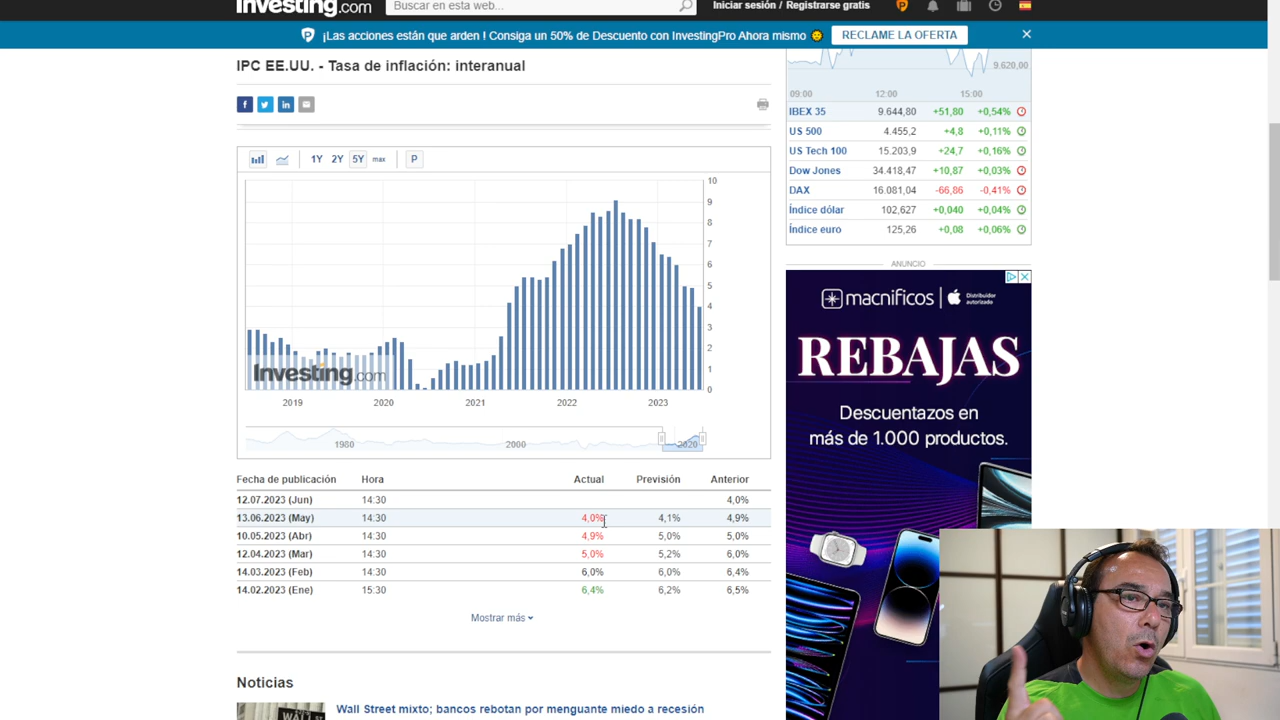 Investing.com
Buscar en esta web...
Iniciar sesión / Registrarse gratis
¡Las acciones están que arden ! Consiga un 50% de Descuento con InvestingPro Ahora mismo
RECLAME LA OFERTA
IPC EE.UU. - Tasa de inflación: interanual
1Y 2Y 5Y max P
10
9
8
7
6
5
4
3
2
1
0
Investing.com
2019 2020 2021 2022 2023
1980 2000 2020
Fecha de publicación Hora Actual Previsión Anterior
12.07.2023 (Jun) 14:30 4,0%
13.06.2023 (May) 14:30 4,0% 4,1% 4,9%
10.05.2023 (Abr) 14:30 4,9% 5,0% 5,0%
12.04.2023 (Mar) 14:30 5,0% 5,2% 6,0%
14.03.2023 (Feb) 14:30 6,0% 6,0% 6,4%
14.02.2023 (Ene) 15:30 6,4% 6,2% 6,5%
Mostrar más
Noticias
WALL ST
Wall Street mixto; bancos rebotan por menguante miedo a recesión
9.620,00
09:00 12:00 15:00
IBEX 35 9.644,80 +51,80 +0,54%
US 500 4.455,2 +4,8 +0,11%
US Tech 100 15.203,9 +24,7 +0,16%
Dow Jones 34.418,47 +10,87 +0,03%
DAX 16.081,04 -66,86 -0,41%
Índice dólar 102,627 +0,040 +0,04%
Índice euro 125,26 +0,08 +0,06%
ANUNCIO
macnificos
Distribuidor
autorizado
REBAJAS
Descuentazos en
más de 1.000 productos.